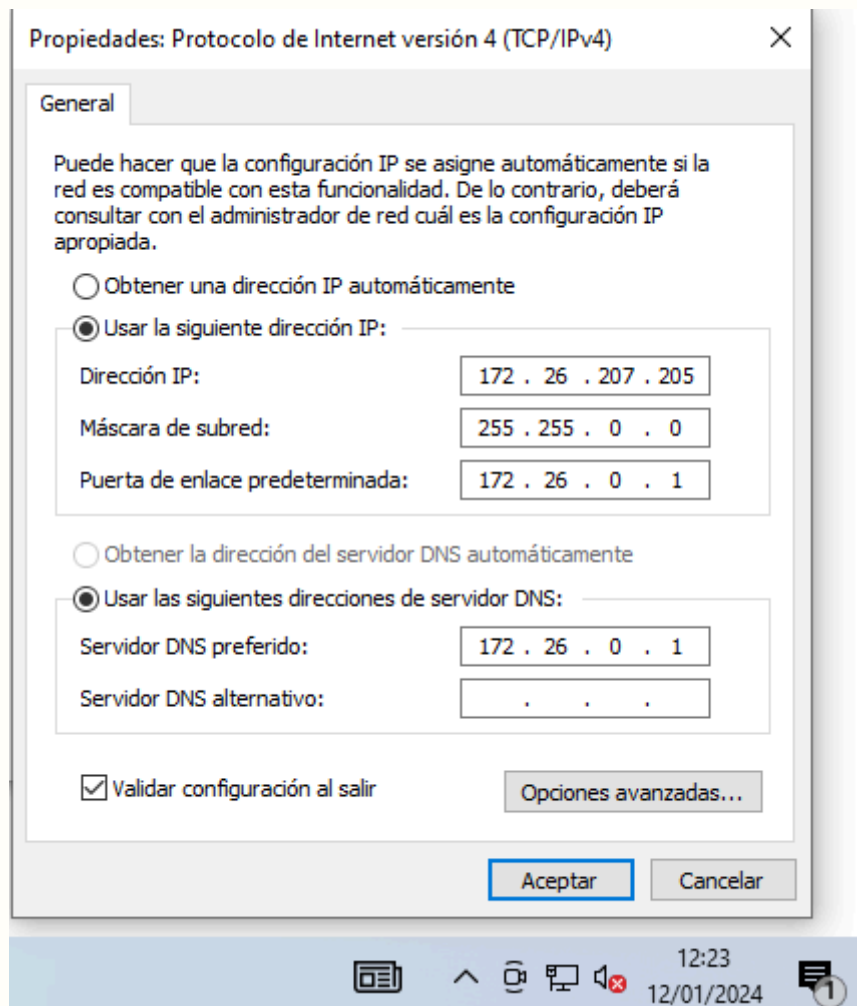 Propiedades: Protocolo de Internet versión 4 (TCP/IPv4)
General
Puede hacer que la configuración IP se asigne automáticamente si la
red es compatible con esta funcionalidad. De lo contrario, deberá
consultar con el administrador de red cuál es la configuración IP
apropiada.
Obtener una dirección IP automáticamente
Usar la siguiente dirección IP:
Dirección IP: 172 . 26 . 207 . 205
Máscara de subred: 255 . 255 . 0 . 0
Puerta de enlace predeterminada: 172 . 26 . 0 . 1
Obtener la dirección del servidor DNS automáticamente
Usar las siguientes direcciones de servidor DNS:
Servidor DNS preferido: 172 . 26 . 0 . 1
Servidor DNS alternativo: . . .
Validar configuración al salir
Opciones avanzadas...
Aceptar Cancelar
12:23
12/01/2024
1